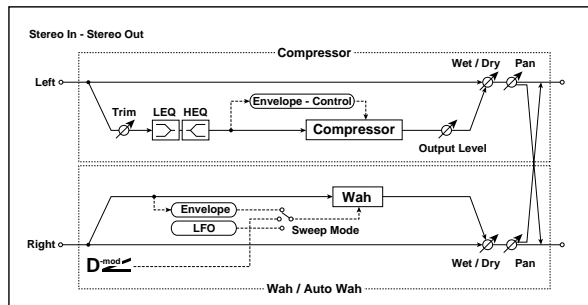 Stereo In - Stereo Out
Compressor
Wet / Dry Pan
Left
Trim LEQ HEQ
Envelope - Control
Compressor
Output Level
Envelope
Wah
LFO
Sweep Mode
Right
D-mod
Wet / Dry Pan
Wah / Auto Wah